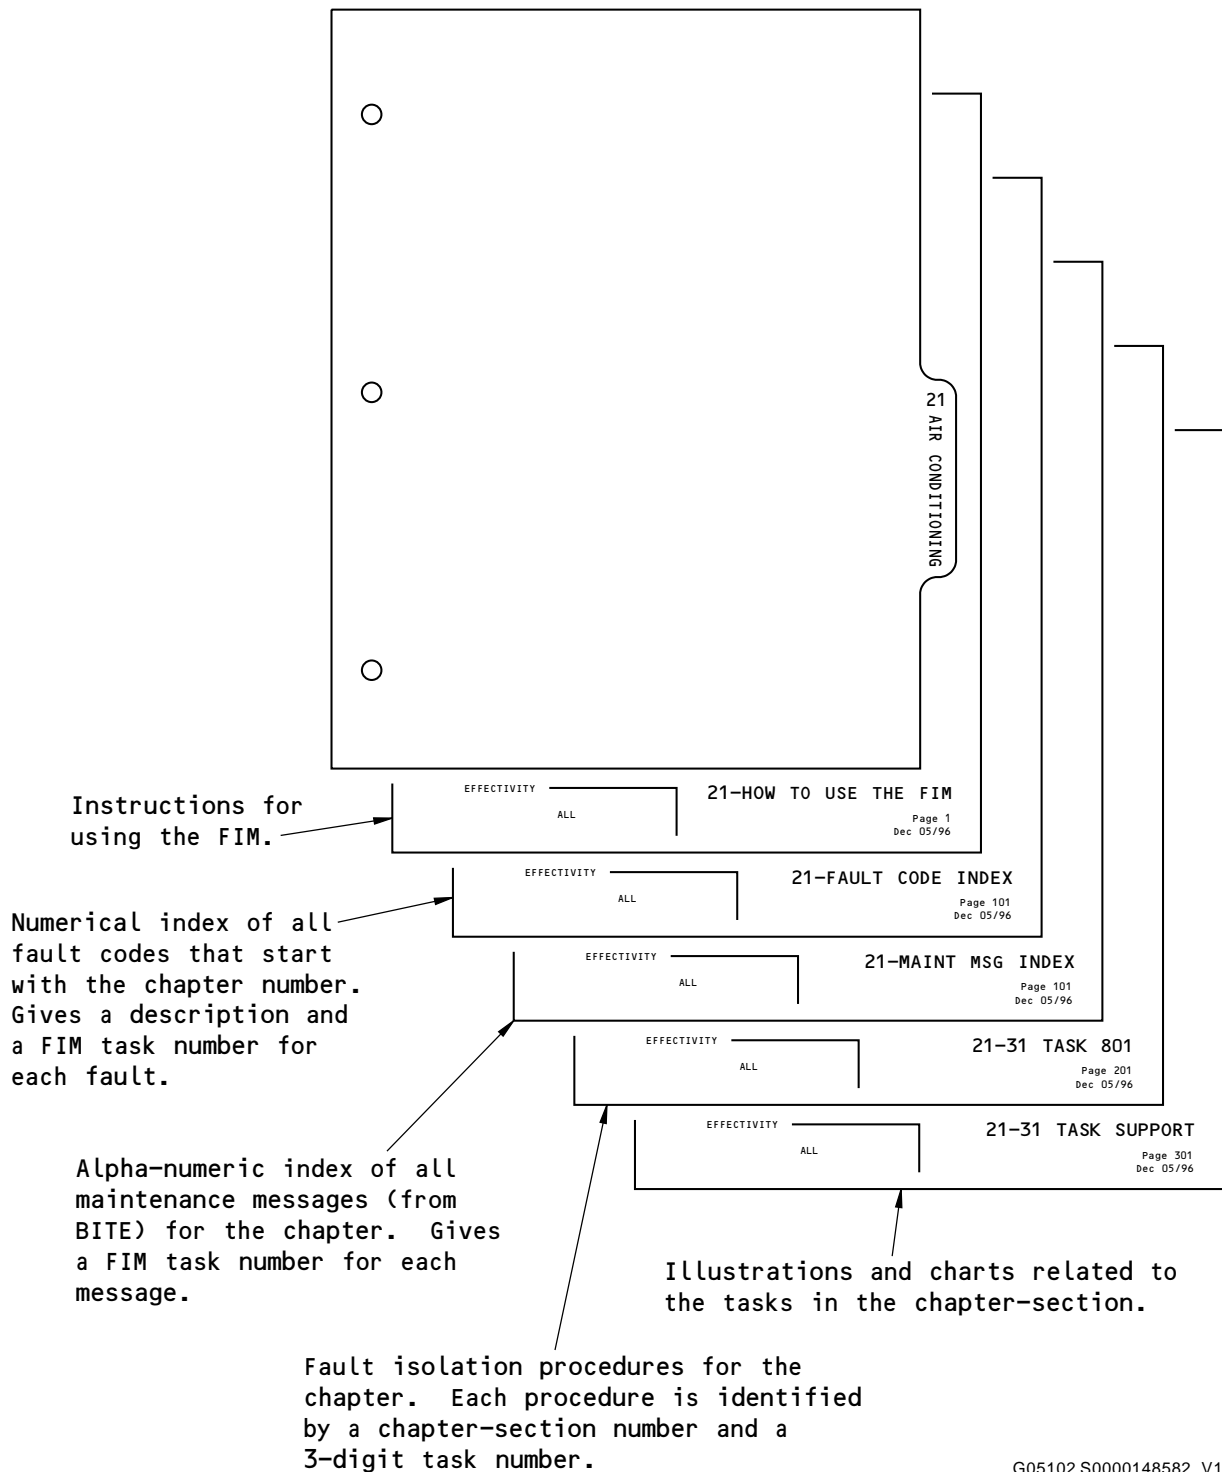 21
AIR CONDITIONING
EFFECTIVITY
ALL
21-HOW TO USE THE FIM
Page 1
Dec 05/96
Instructions for
using the FIM.
EFFECTIVITY
ALL
21-FAULT CODE INDEX
Page 101
Dec 05/96
Numerical index of all
fault codes that start
with the chapter number.
Gives a description and
a FIM task number for
each fault.
EFFECTIVITY
ALL
21-MAINT MSG INDEX
Page 101
Dec 05/96
EFFECTIVITY
ALL
21-31 TASK 801
Page 201
Dec 05/96
EFFECTIVITY
ALL
21-31 TASK SUPPORT
Page 301
Dec 05/96
Alpha-numeric index of all
maintenance messages (from
BITE) for the chapter. Gives
a FIM task number for each
message.
Illustrations and charts related to
the tasks in the chapter-section.
Fault isolation procedures for the
chapter. Each procedure is identified
by a chapter-section number and a
3-digit task number.
G05102 S0000148582_V1